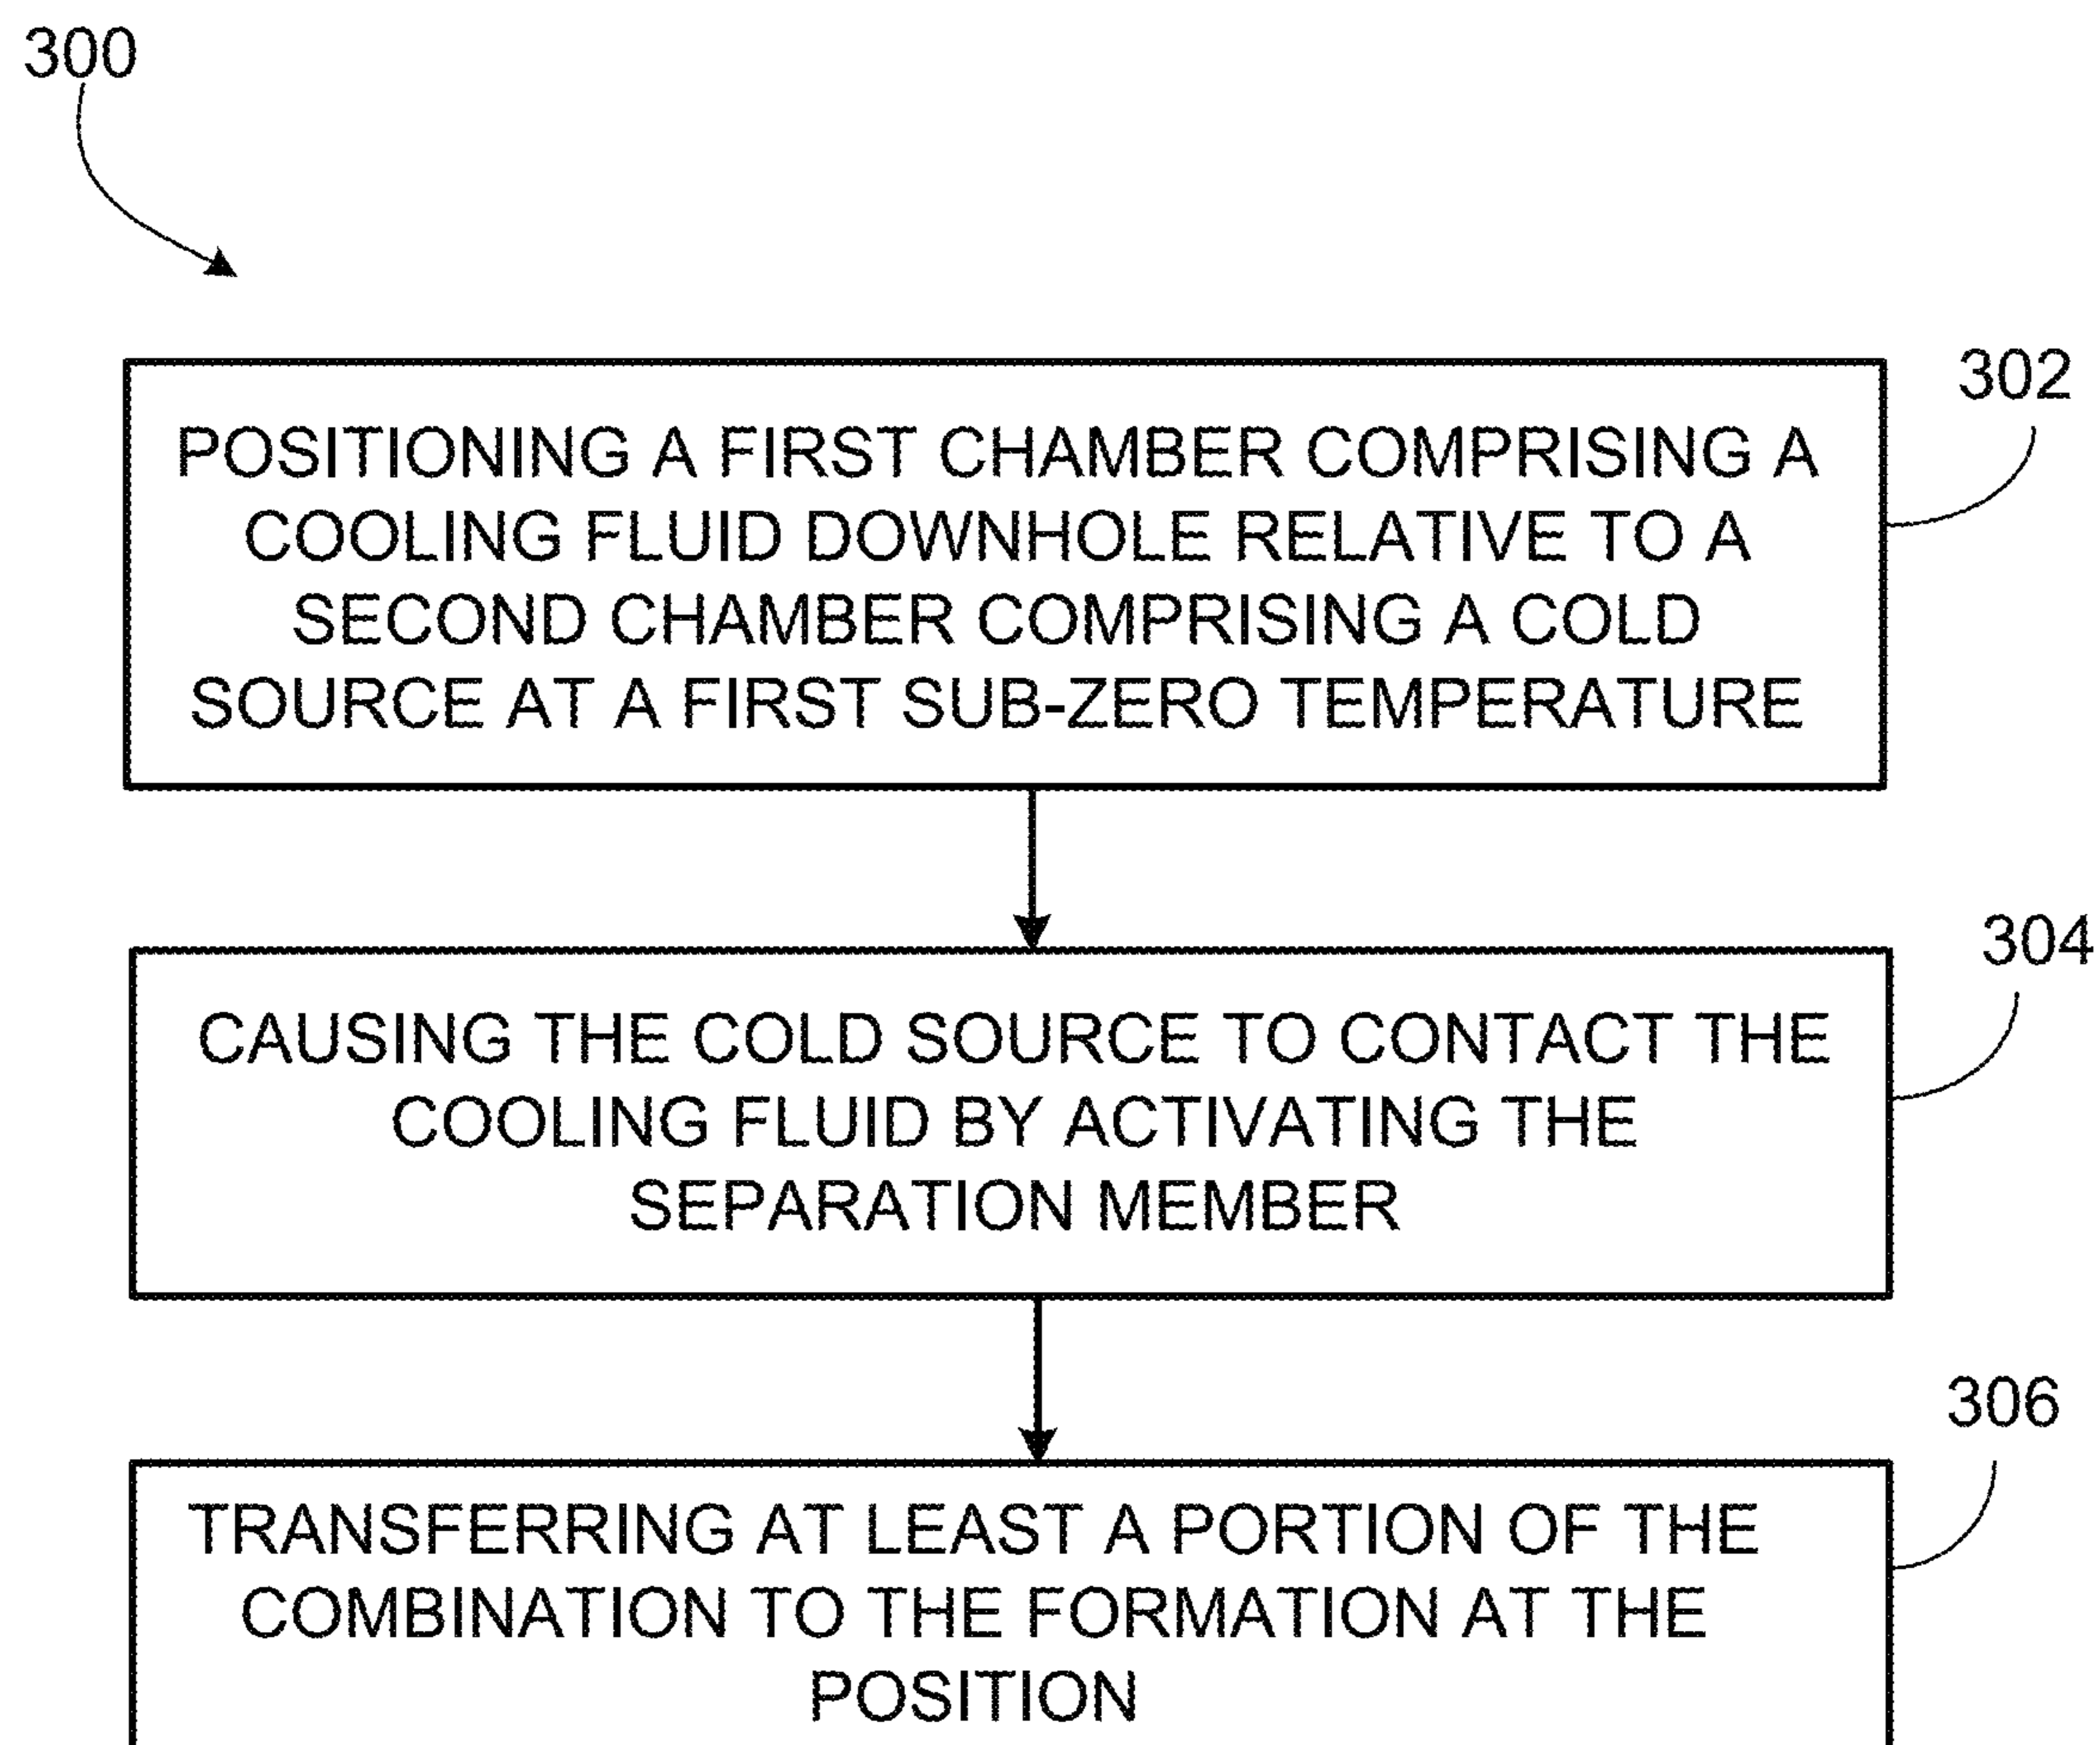 300
302
POSITIONING A FIRST CHAMBER COMPRISING A
COOLING FLUID DOWNHOLE RELATIVE TO A
SECOND CHAMBER COMPRISING A COLD
SOURCE AT A FIRST SUB-ZERO TEMPERATURE
304
CAUSING THE COLD SOURCE TO CONTACT THE
COOLING FLUID BY ACTIVATING THE
SEPARATION MEMBER
306
TRANSFERRING AT LEAST A PORTION OF THE
COMBINATION TO THE FORMATION AT THE
POSITION